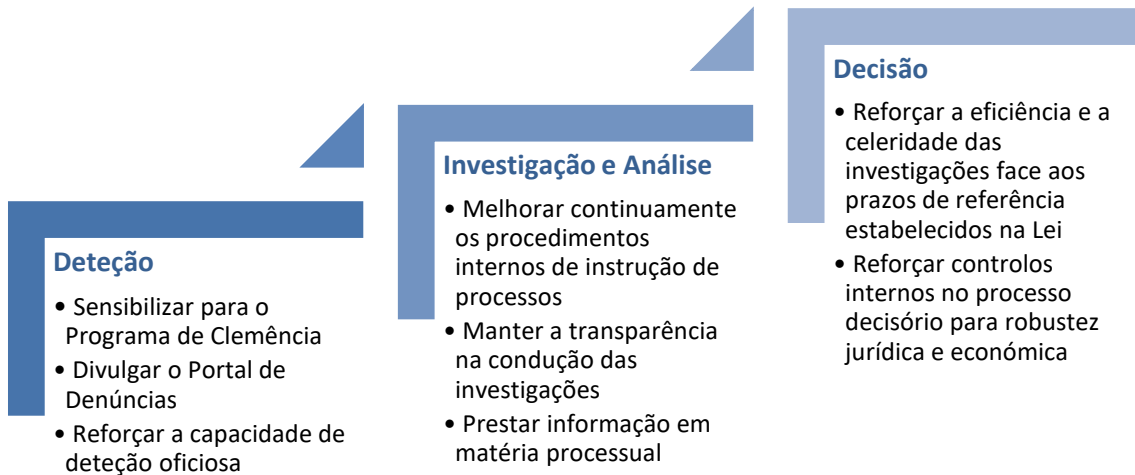 Deteção
• Sensibilizar para o
Programa de Clemência
• Divulgar o Portal de
Denúncias
• Reforçar a capacidade de
deteção oficiosa
Investigação e Análise
• Melhorar continuamente
os procedimentos
internos de instrução de
processos
• Manter a transparência
na condução das
investigações
• Prestar informação em
matéria processual
Decisão
• Reforçar a eficiência e a
celeridade das
investigações face aos
prazos de referência
estabelecidos na Lei
• Reforçar controlos
internos no processo
decisório para robustez
jurídica e económica